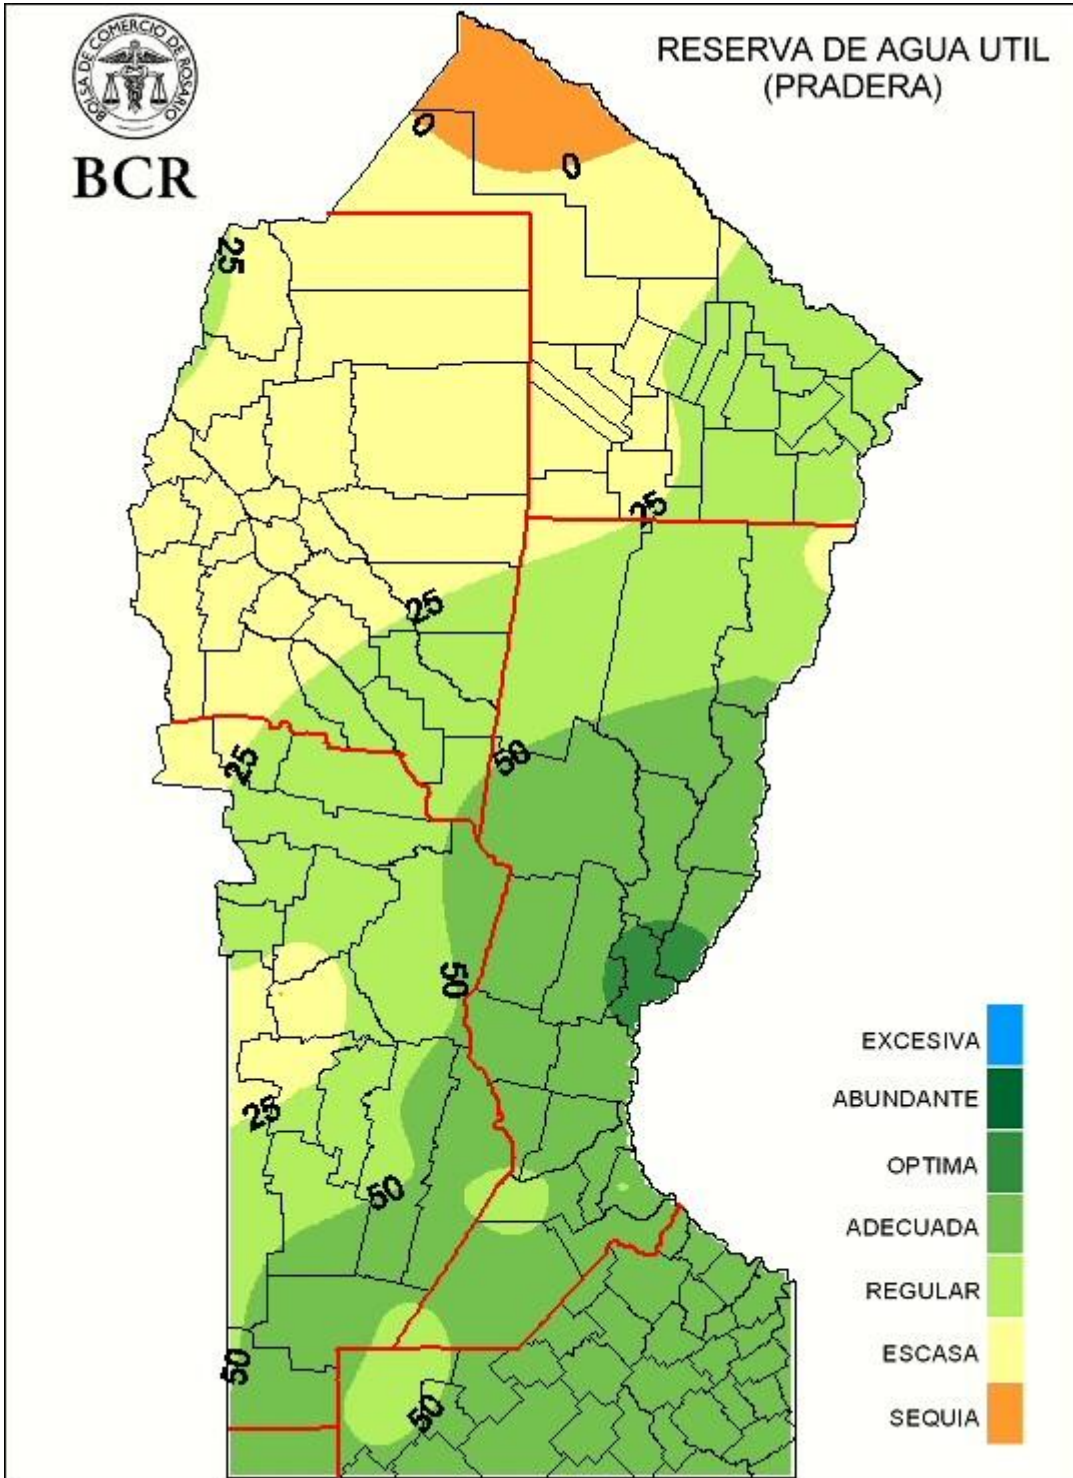 BOLSA DE COMERCIO DE ROSARIO
BCR
RESERVA DE AGUA UTIL
(PRADERA)
0
0
25
25
25
50
25
50
25
50
50
50
EXCESIVA
ABUNDANTE
OPTIMA
ADECUADA
REGULAR
ESCASA
SEQUIA